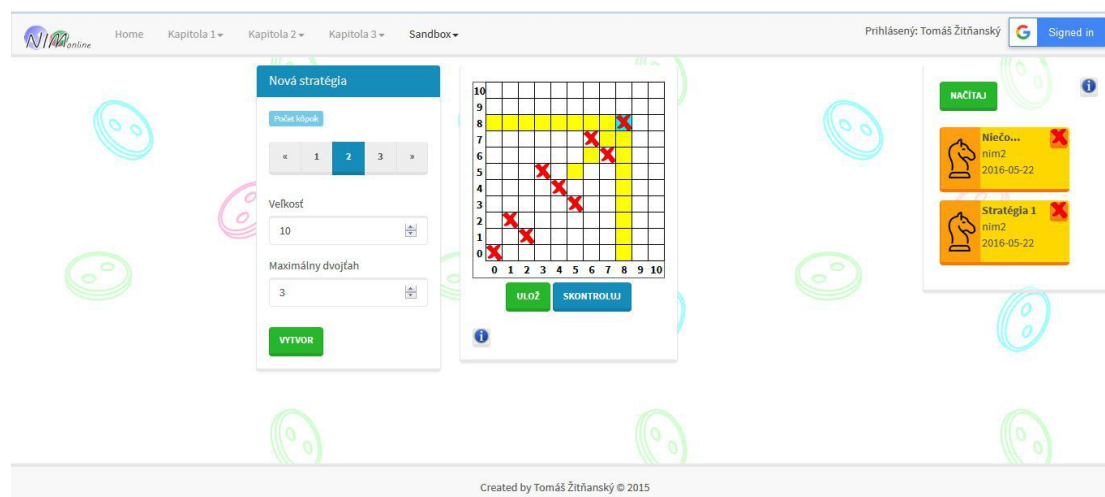 NIM online
Home Kapitola 1 Kapitola 2 Kapitola 3 Sandbox
Prihlásený: Tomáš Žitňanský
G Signed in
Nová stratégia
Počet kôpok
« 1 2 3 »
Veľkosť
10
Maximálny dvojťah
3
VYTVOR
10
9
8
7
6
5
4
3
2
1
0
0 1 2 3 4 5 6 7 8 9 10
ULOŽ SKONTROLUJ
NAČÍTAJ
Niečo...
nim2
2016-05-22
Stratégia 1
nim2
2016-05-22
Created by Tomáš Žitňanský © 2015